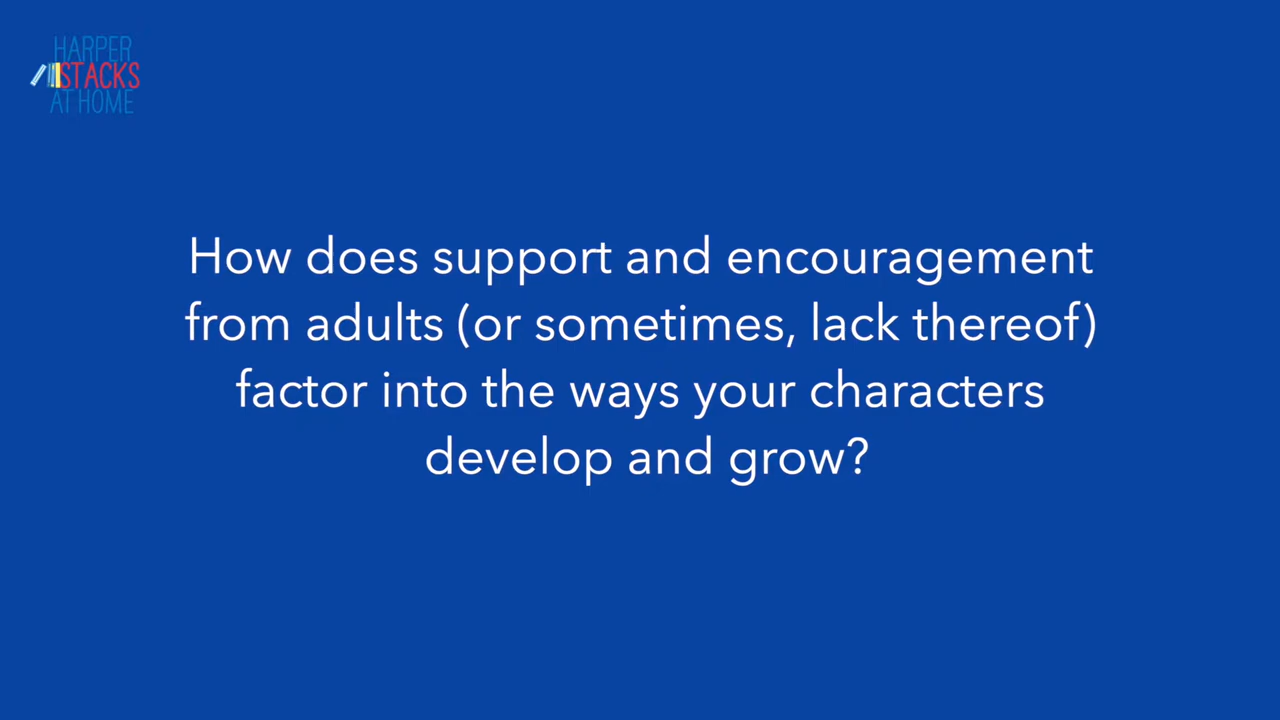 HARPER
STACKS
AT HOME
How does support and encouragement
from adults (or sometimes, lack thereof)
factor into the ways your characters
develop and grow?